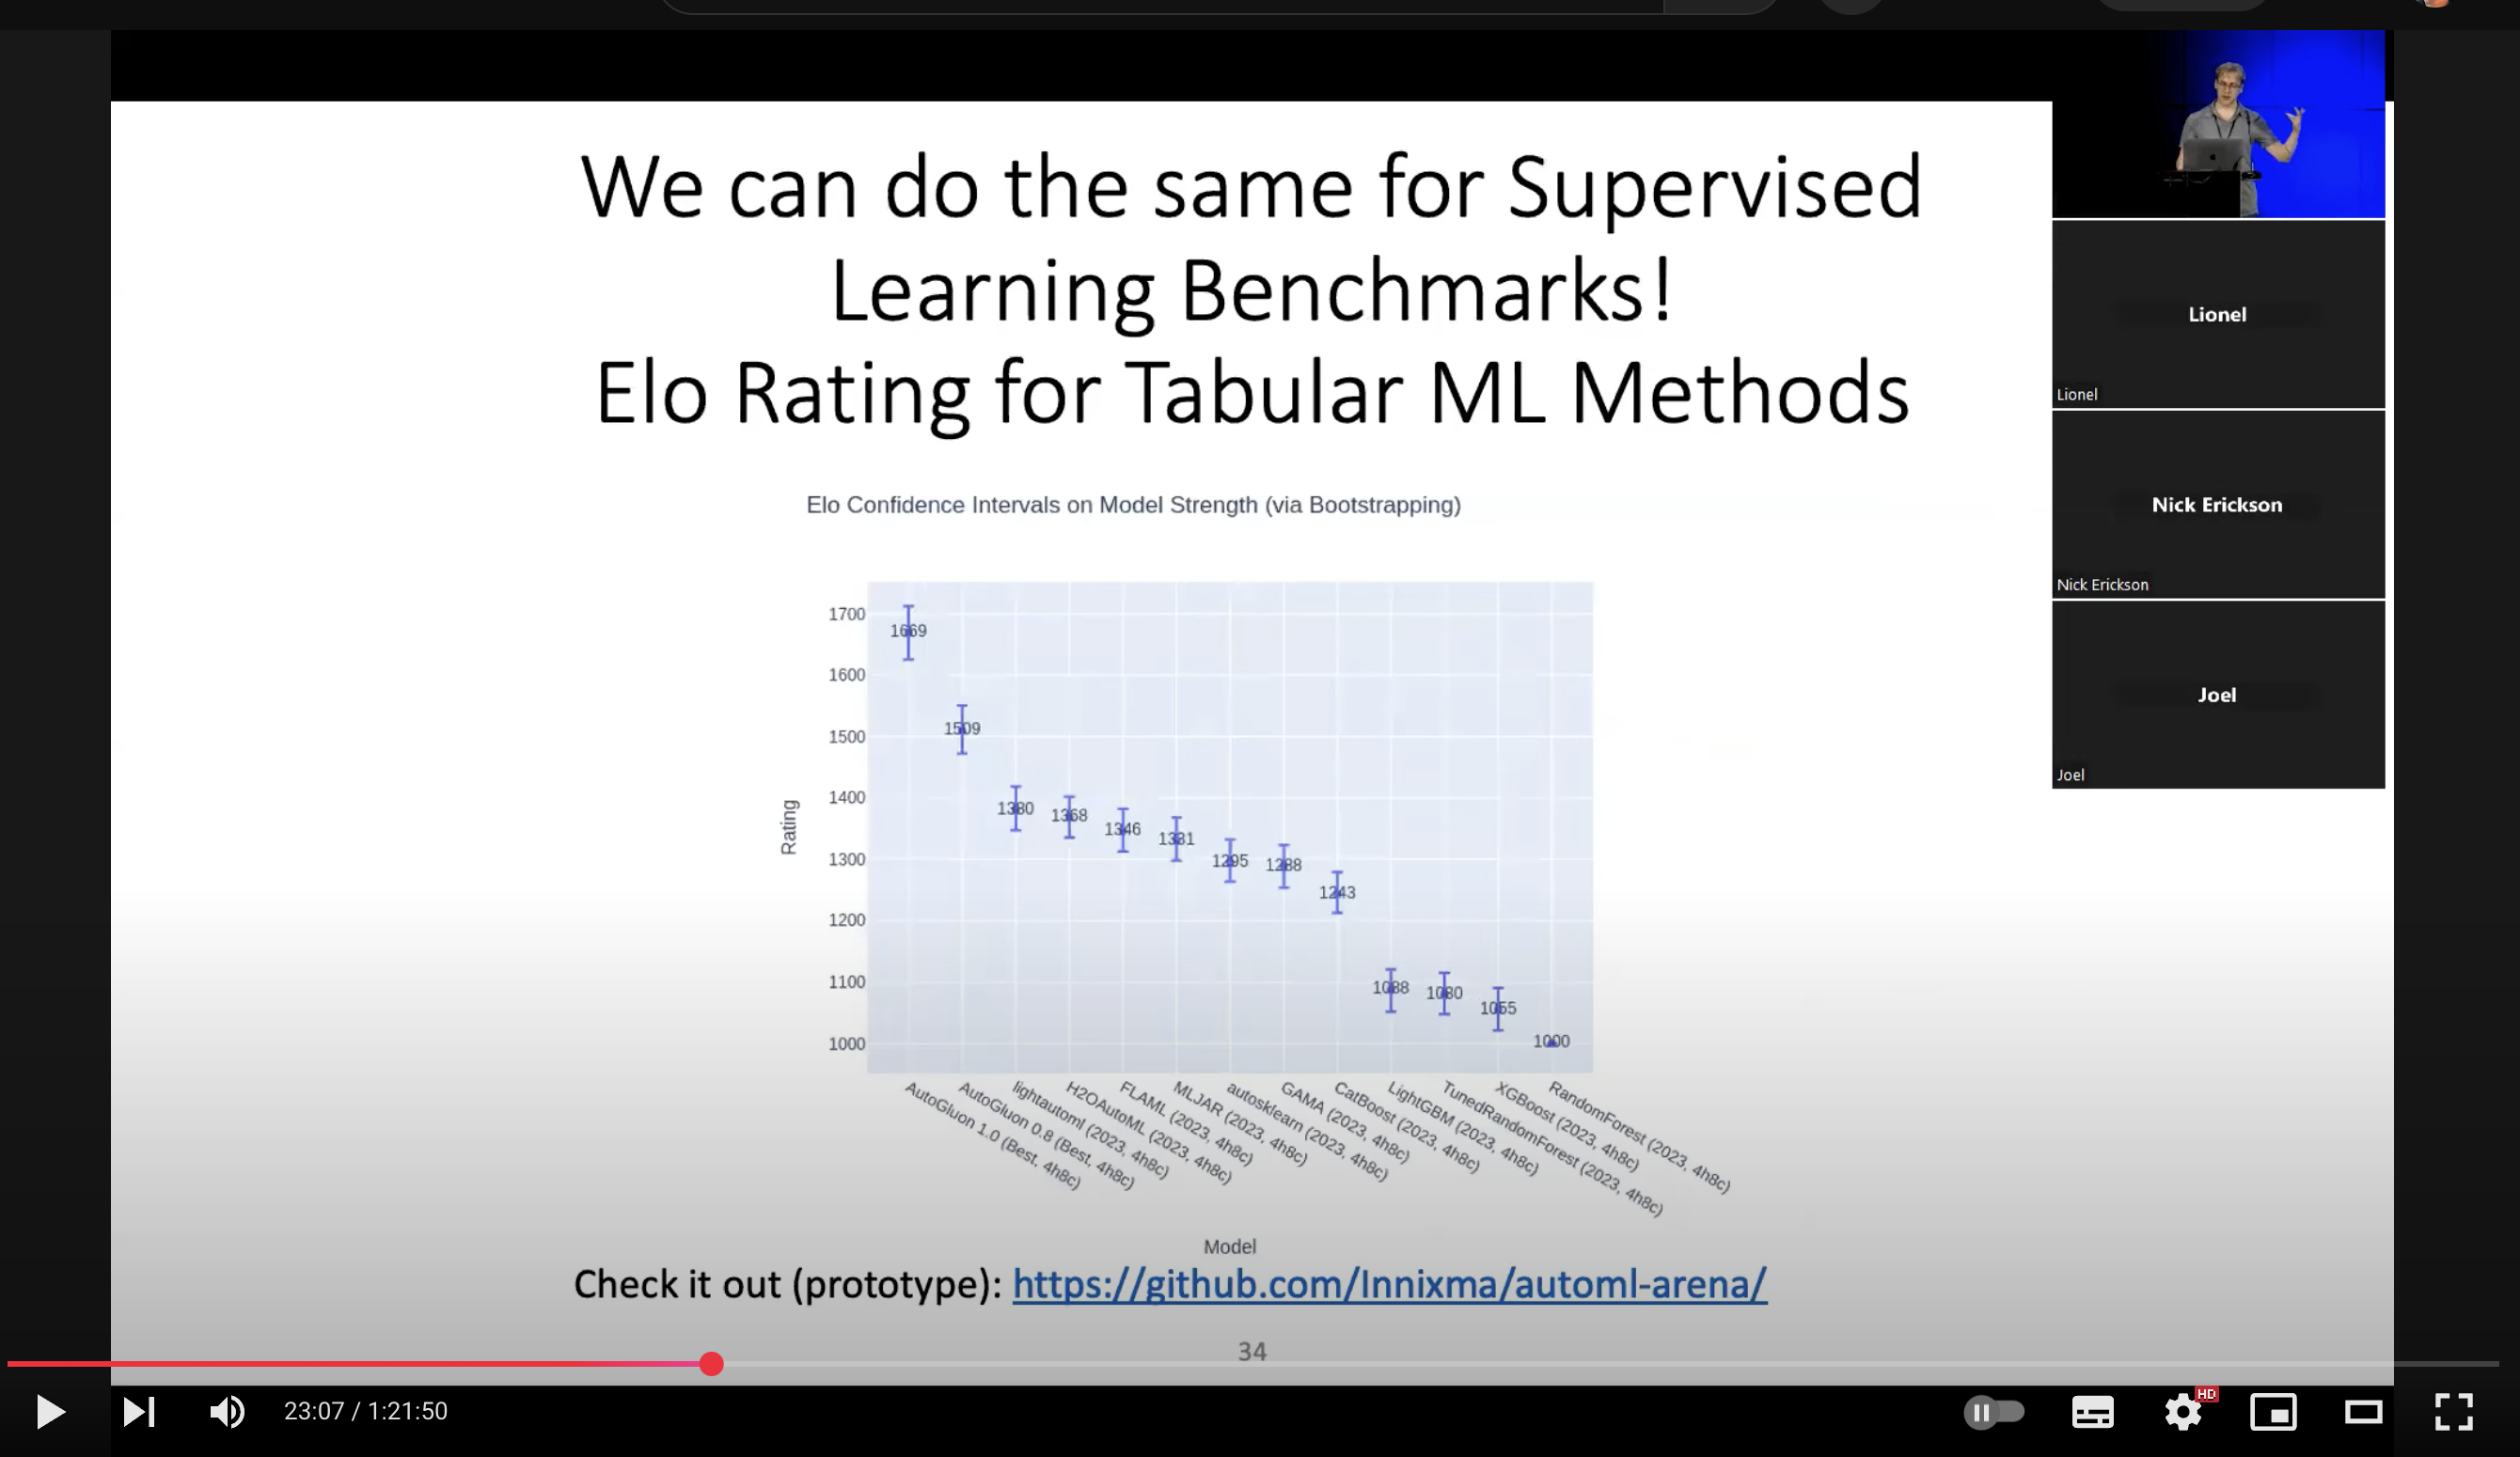 We can do the same for Supervised
Learning Benchmarks!
Elo Rating for Tabular ML Methods
Lionel
Lionel
Nick Erickson
Nick Erickson
Joel
Joel
Elo Confidence Intervals on Model Strength (via Bootstrapping)
Rating
1700
1600
1500
1400
1300
1200
1100
1000
1669
1509
1380
1368
1346
1331
1295
1288
1243
1088
1080
1055
1000
AutoGluon 1.0 (Best, 4h8c)
AutoGluon 0.8 (Best, 4h8c)
lightautoml (2023, 4h8c)
H2OAutoML (2023, 4h8c)
FLAML (2023, 4h8c)
MLJAR (2023, 4h8c)
autosklearn (2023, 4h8c)
GAMA (2023, 4h8c)
CatBoost (2023, 4h8c)
LightGBM (2023, 4h8c)
TunedRandomForest (2023, 4h8c)
XGBoost (2023, 4h8c)
RandomForest (2023, 4h8c)
Model
Check it out (prototype): https://github.com/Innixma/automl-arena/
34
23:07 / 1:21:50
HD